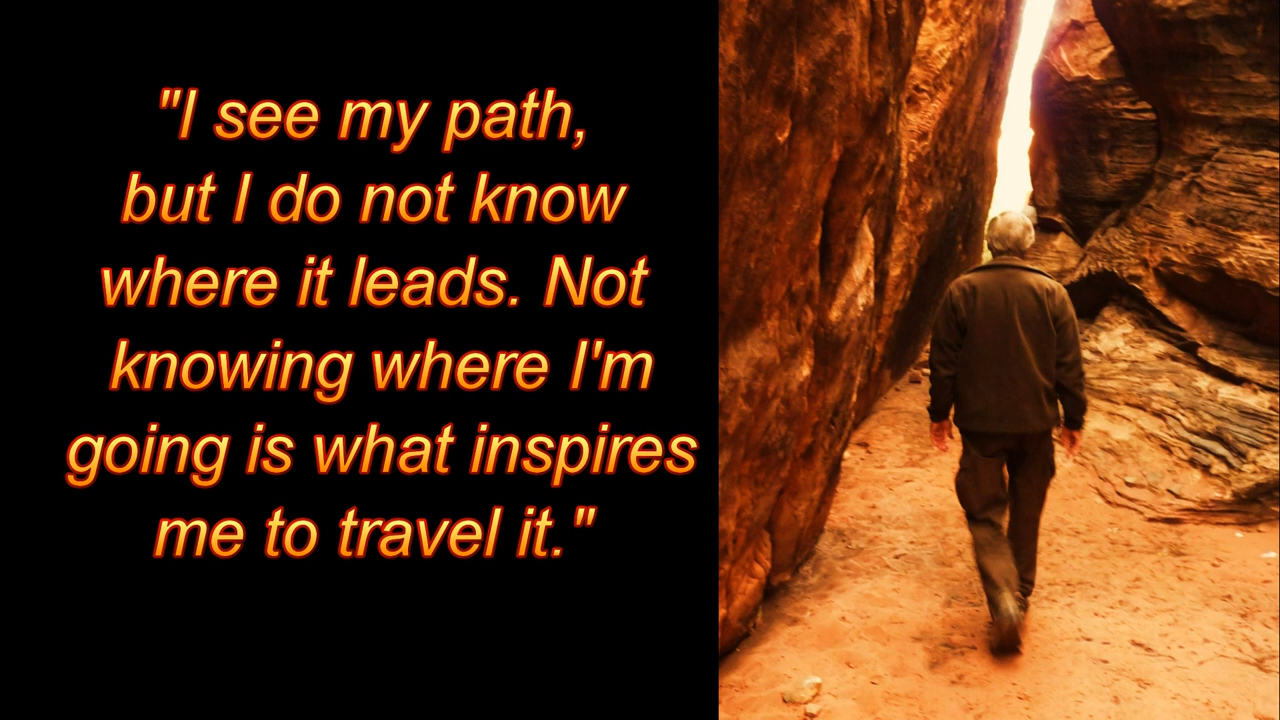 "I see my path,
but I do not know
where it leads. Not
knowing where I'm
going is what inspires
me to travel it."